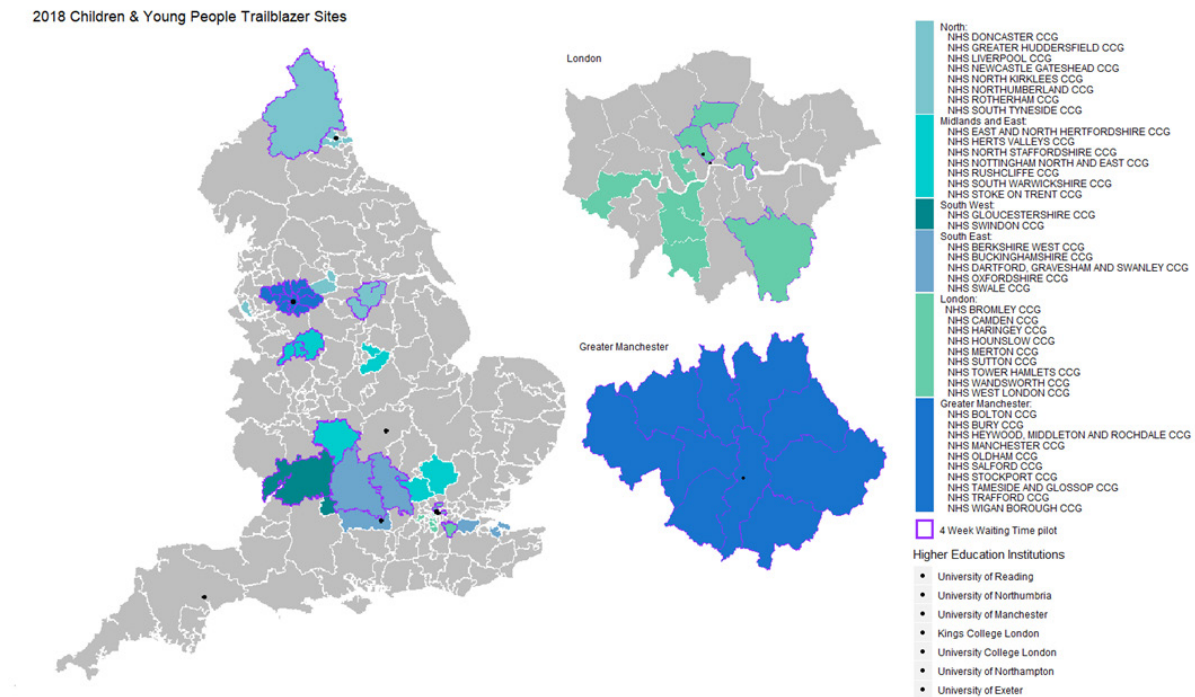 2018 Children & Young People Trailblazer Sites
London
Greater Manchester
North:
NHS DONCASTER CCG
NHS GREATER HUDDERSFIELD CCG
NHS LIVERPOOL CCG
NHS NEWCASTLE GATESHEAD CCG
NHS NORTH KIRKLEES CCG
NHS NORTHUMBERLAND CCG
NHS ROTHERHAM CCG
NHS SOUTH TYNESIDE CCG
Midlands and East:
NHS EAST AND NORTH HERTFORDSHIRE CCG
NHS HERTS VALLEYS CCG
NHS NORTH STAFFORDSHIRE CCG
NHS NOTTINGHAM NORTH AND EAST CCG
NHS RUSHCLIFFE CCG
NHS SOUTH WARWICKSHIRE CCG
NHS STOKE ON TRENT CCG
South West:
NHS GLOUCESTERSHIRE CCG
NHS SWINDON CCG
South East:
NHS BERKSHIRE WEST CCG
NHS BUCKINGHAMSHIRE CCG
NHS DARTFORD, GRAVESHAM AND SWANLEY CCG
NHS OXFORDSHIRE CCG
NHS SWALE CCG
London:
NHS BROMLEY CCG
NHS CAMDEN CCG
NHS HARINGEY CCG
NHS HOUNSLOW CCG
NHS MERTON CCG
NHS SUTTON CCG
NHS TOWER HAMLETS CCG
NHS WANDSWORTH CCG
NHS WEST LONDON CCG
Greater Manchester:
NHS BOLTON CCG
NHS BURY CCG
NHS HEYWOOD, MIDDLETON AND ROCHDALE CCG
NHS MANCHESTER CCG
NHS OLDHAM CCG
NHS SALFORD CCG
NHS STOCKPORT CCG
NHS TAMESIDE AND GLOSSOP CCG
NHS TRAFFORD CCG
NHS WIGAN BOROUGH CCG
4 Week Waiting Time pilot
Higher Education Institutions
University of Reading
University of Northumbria
University of Manchester
Kings College London
University College London
University of Northampton
University of Exeter